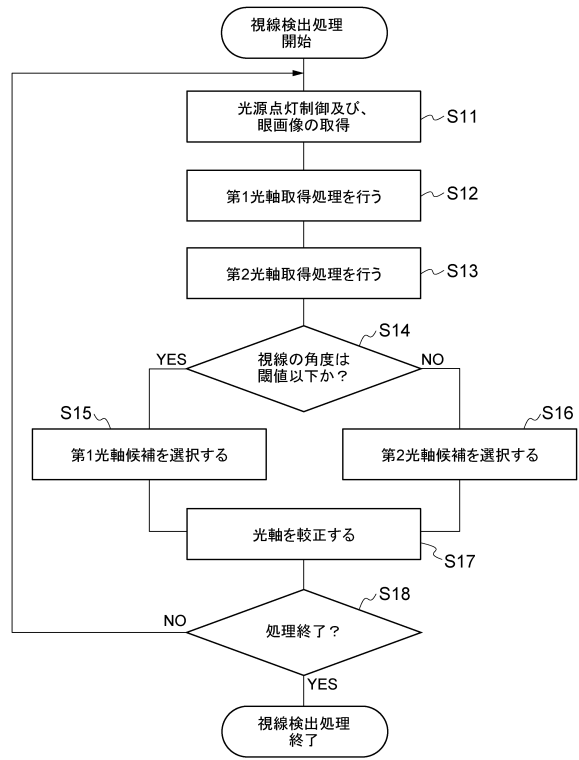 視線検出処理
開始
光源点灯制御及び、
眼画像の取得
S11
第1光軸取得処理を行う
S12
第2光軸取得処理を行う
S13
視線の角度は
閾値以下か？
S14
YES
NO
第1光軸候補を選択する
S15
第2光軸候補を選択する
S16
光軸を較正する
S17
処理終了？
S18
NO
YES
視線検出処理
終了